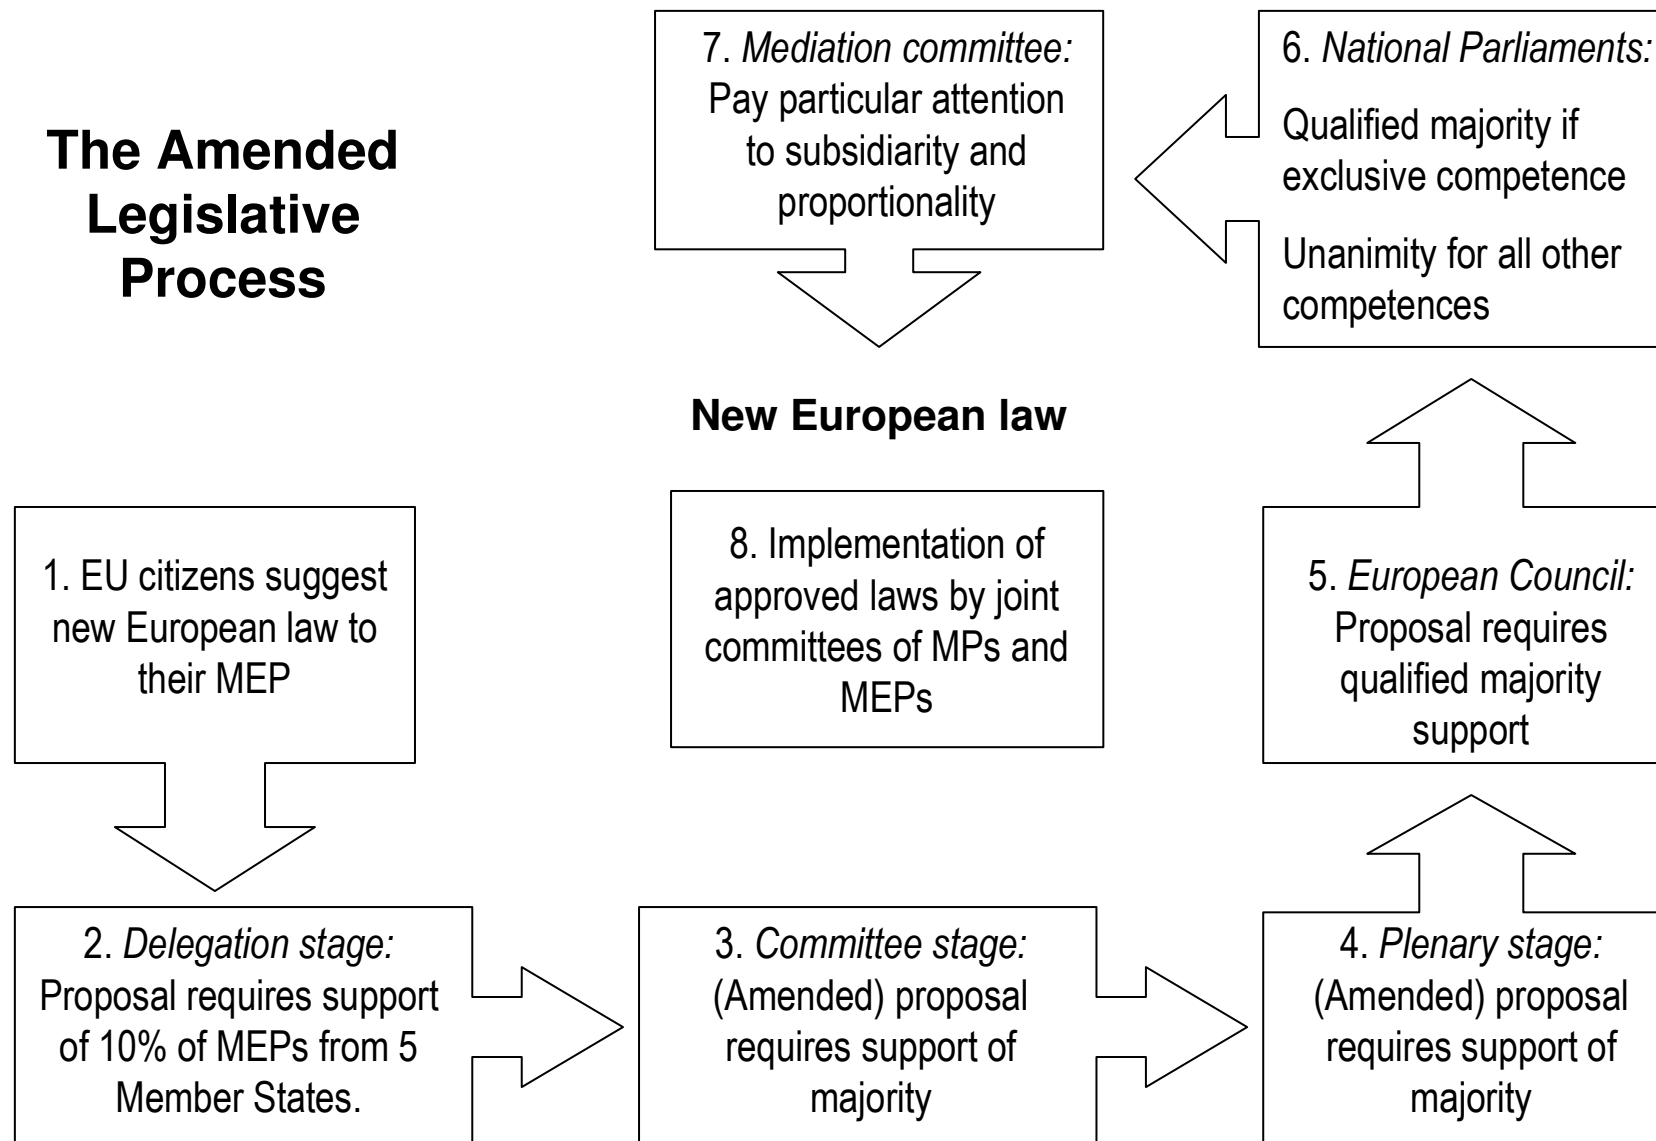 The Amended
Legislative
Process
1. EU citizens suggest
new European law to
their MEP
2. Delegation stage:
Proposal requires support
of 10% of MEPs from 5
Member States.
3. Committee stage:
(Amended) proposal
requires support of
majority
4. Plenary stage:
(Amended) proposal
requires support of
majority
5. European Council:
Proposal requires
qualified majority
support
6. National Parliaments:
Qualified majority if
exclusive competence
Unanimity for all other
competences
7. Mediation committee:
Pay particular attention
to subsidiarity and
proportionality
New European law
8. Implementation of
approved laws by joint
committees of MPs and
MEPs